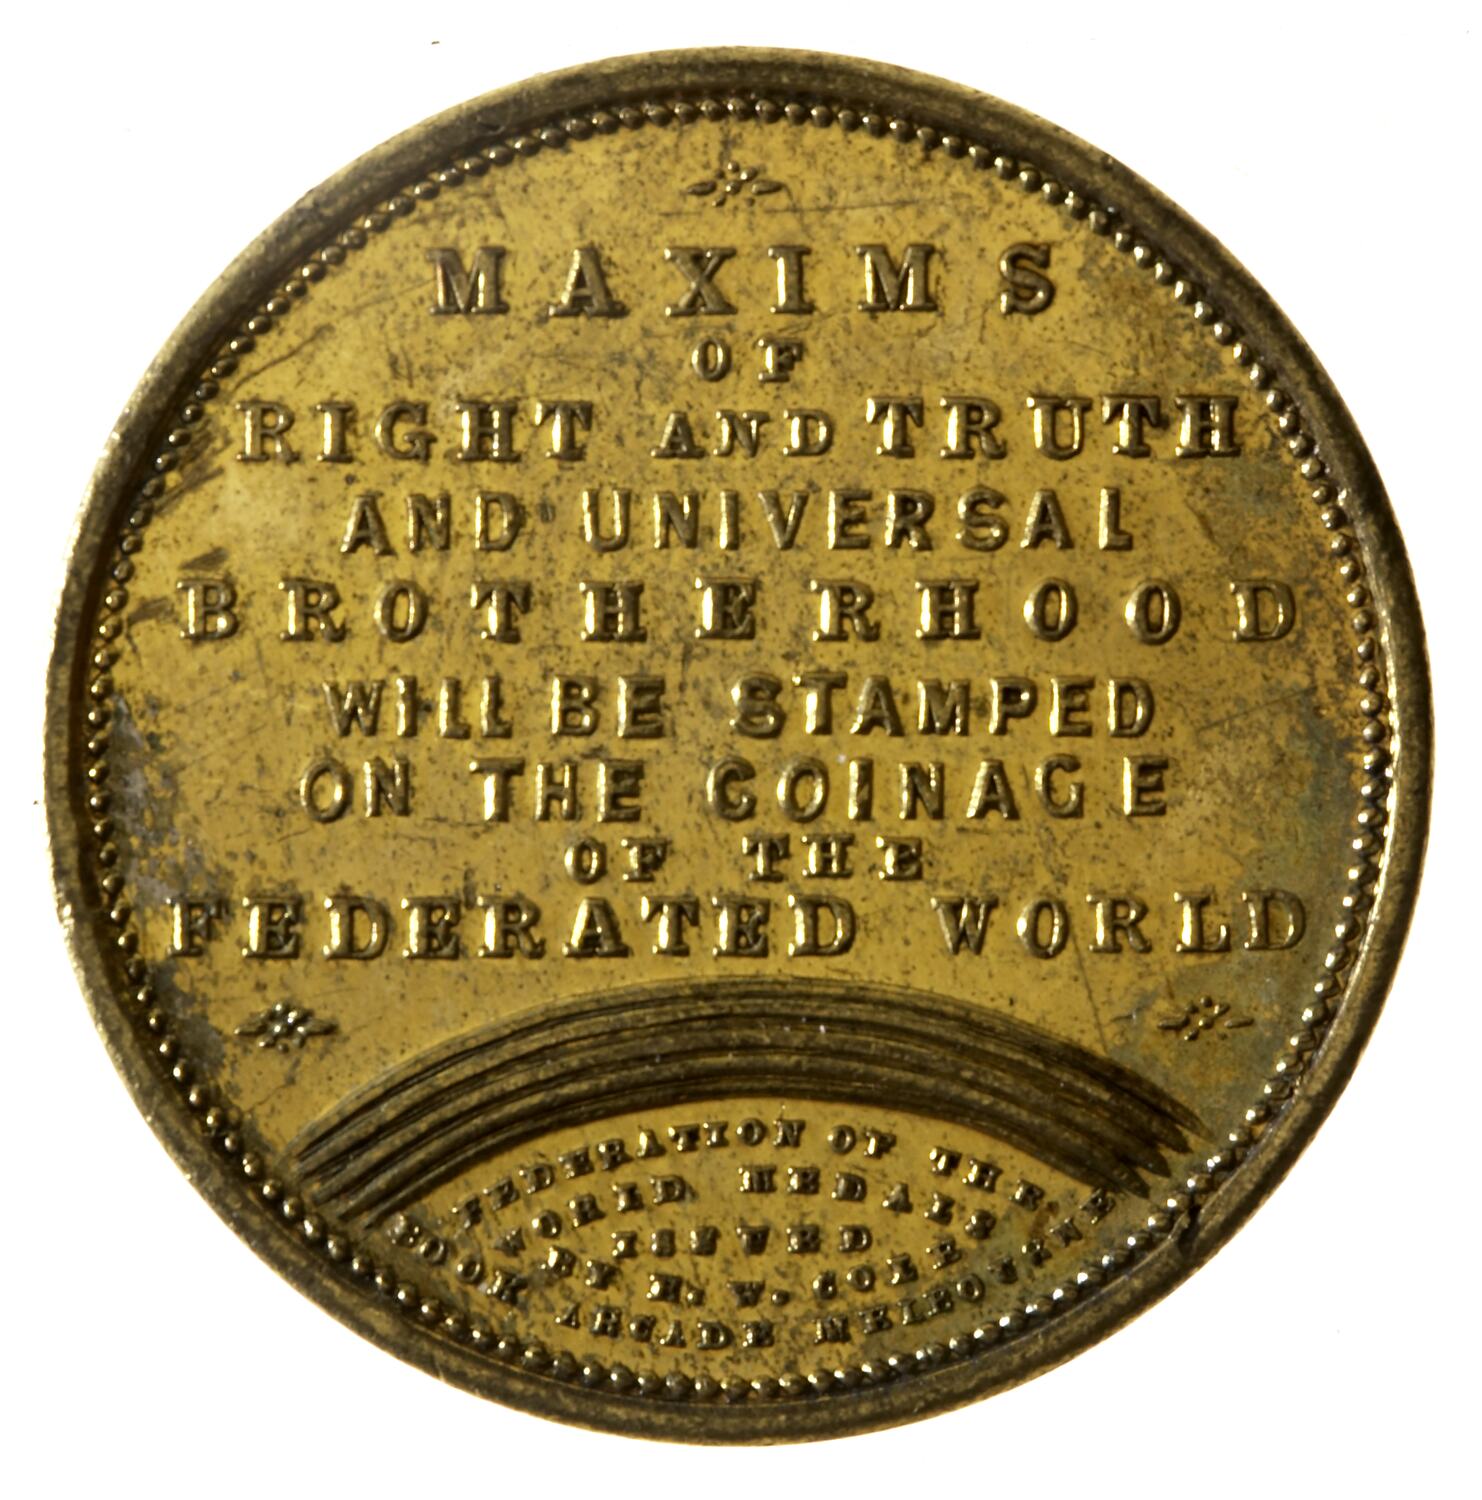 MAXIMS
OF
RIGHT AND TRUTH
AND UNIVERSAL
BROTHERHOOD
WILL BE STAMPED
ON THE COINAGE
OF THE
FEDERATED WORLD
FEDERATION OF THE
WORLD MEDALS
ISSUED
BY E. W. COLES
BOOK ARCADE MELBOURNE